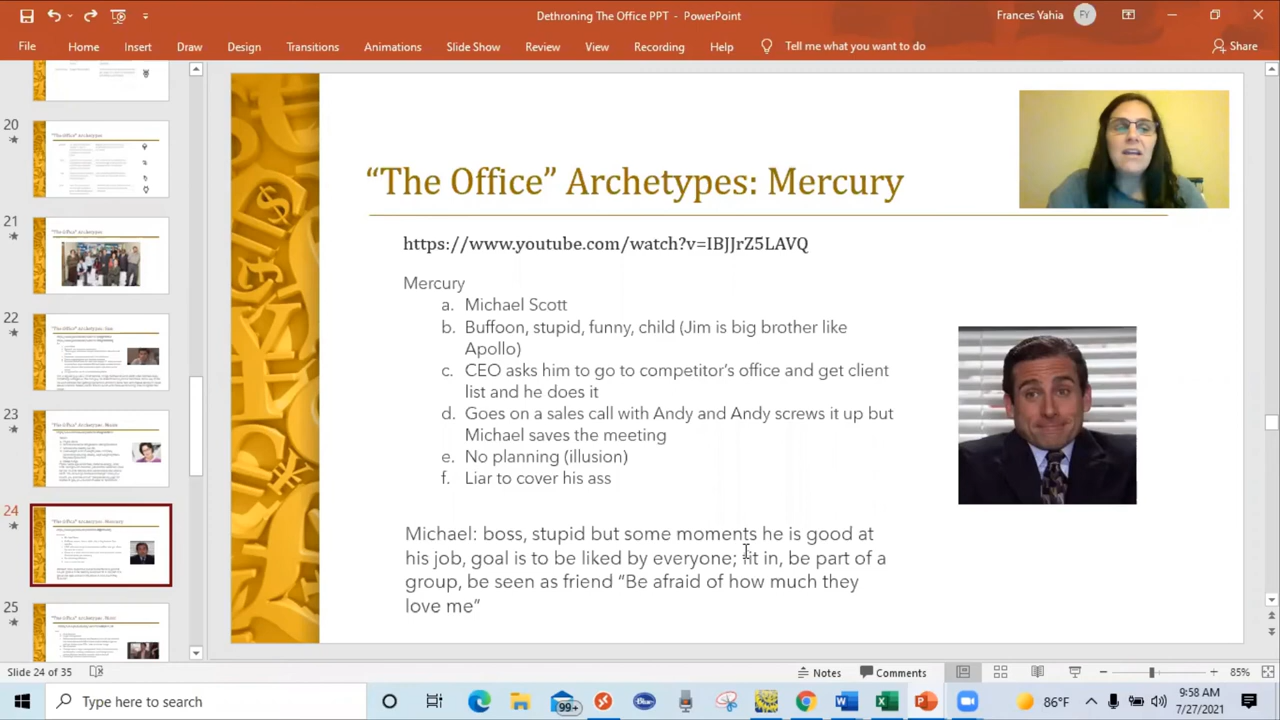 Dethroning The Office PPT - PowerPoint
Frances Yahia
FY
File
Home
Insert
Draw
Design
Transitions
Animations
Slide Show
Review
View
Recording
Help
Tell me what you want to do
Share
20
21
22
23
24
25
"The Office" Archetypes
"The Office" Archetypes
“The Office” Archetypes: Mercury
https://www.youtube.com/watch?v=IBJJrZ5LAVQ
Mercury
a. Michael Scott
b. Buffoon, stupid, funny, child (Jim is big brother like
Apollo)
c. CEO asks him to go to competitor’s office and get client
list and he does it
d. Goes on a sales call with Andy and Andy screws it up but
Michael saves the meeting
e. No planning (illusion)
f. Liar to cover his ass
Michael: boss, stupid but some moments he is good at
his job, goal is to be liked by everyone; fit in be part of a
group, be seen as friend “Be afraid of how much they
love me”
Slide 24 of 35
Notes
Comments
85%
Type here to search
99+
86°F
9:58 AM
7/27/2021